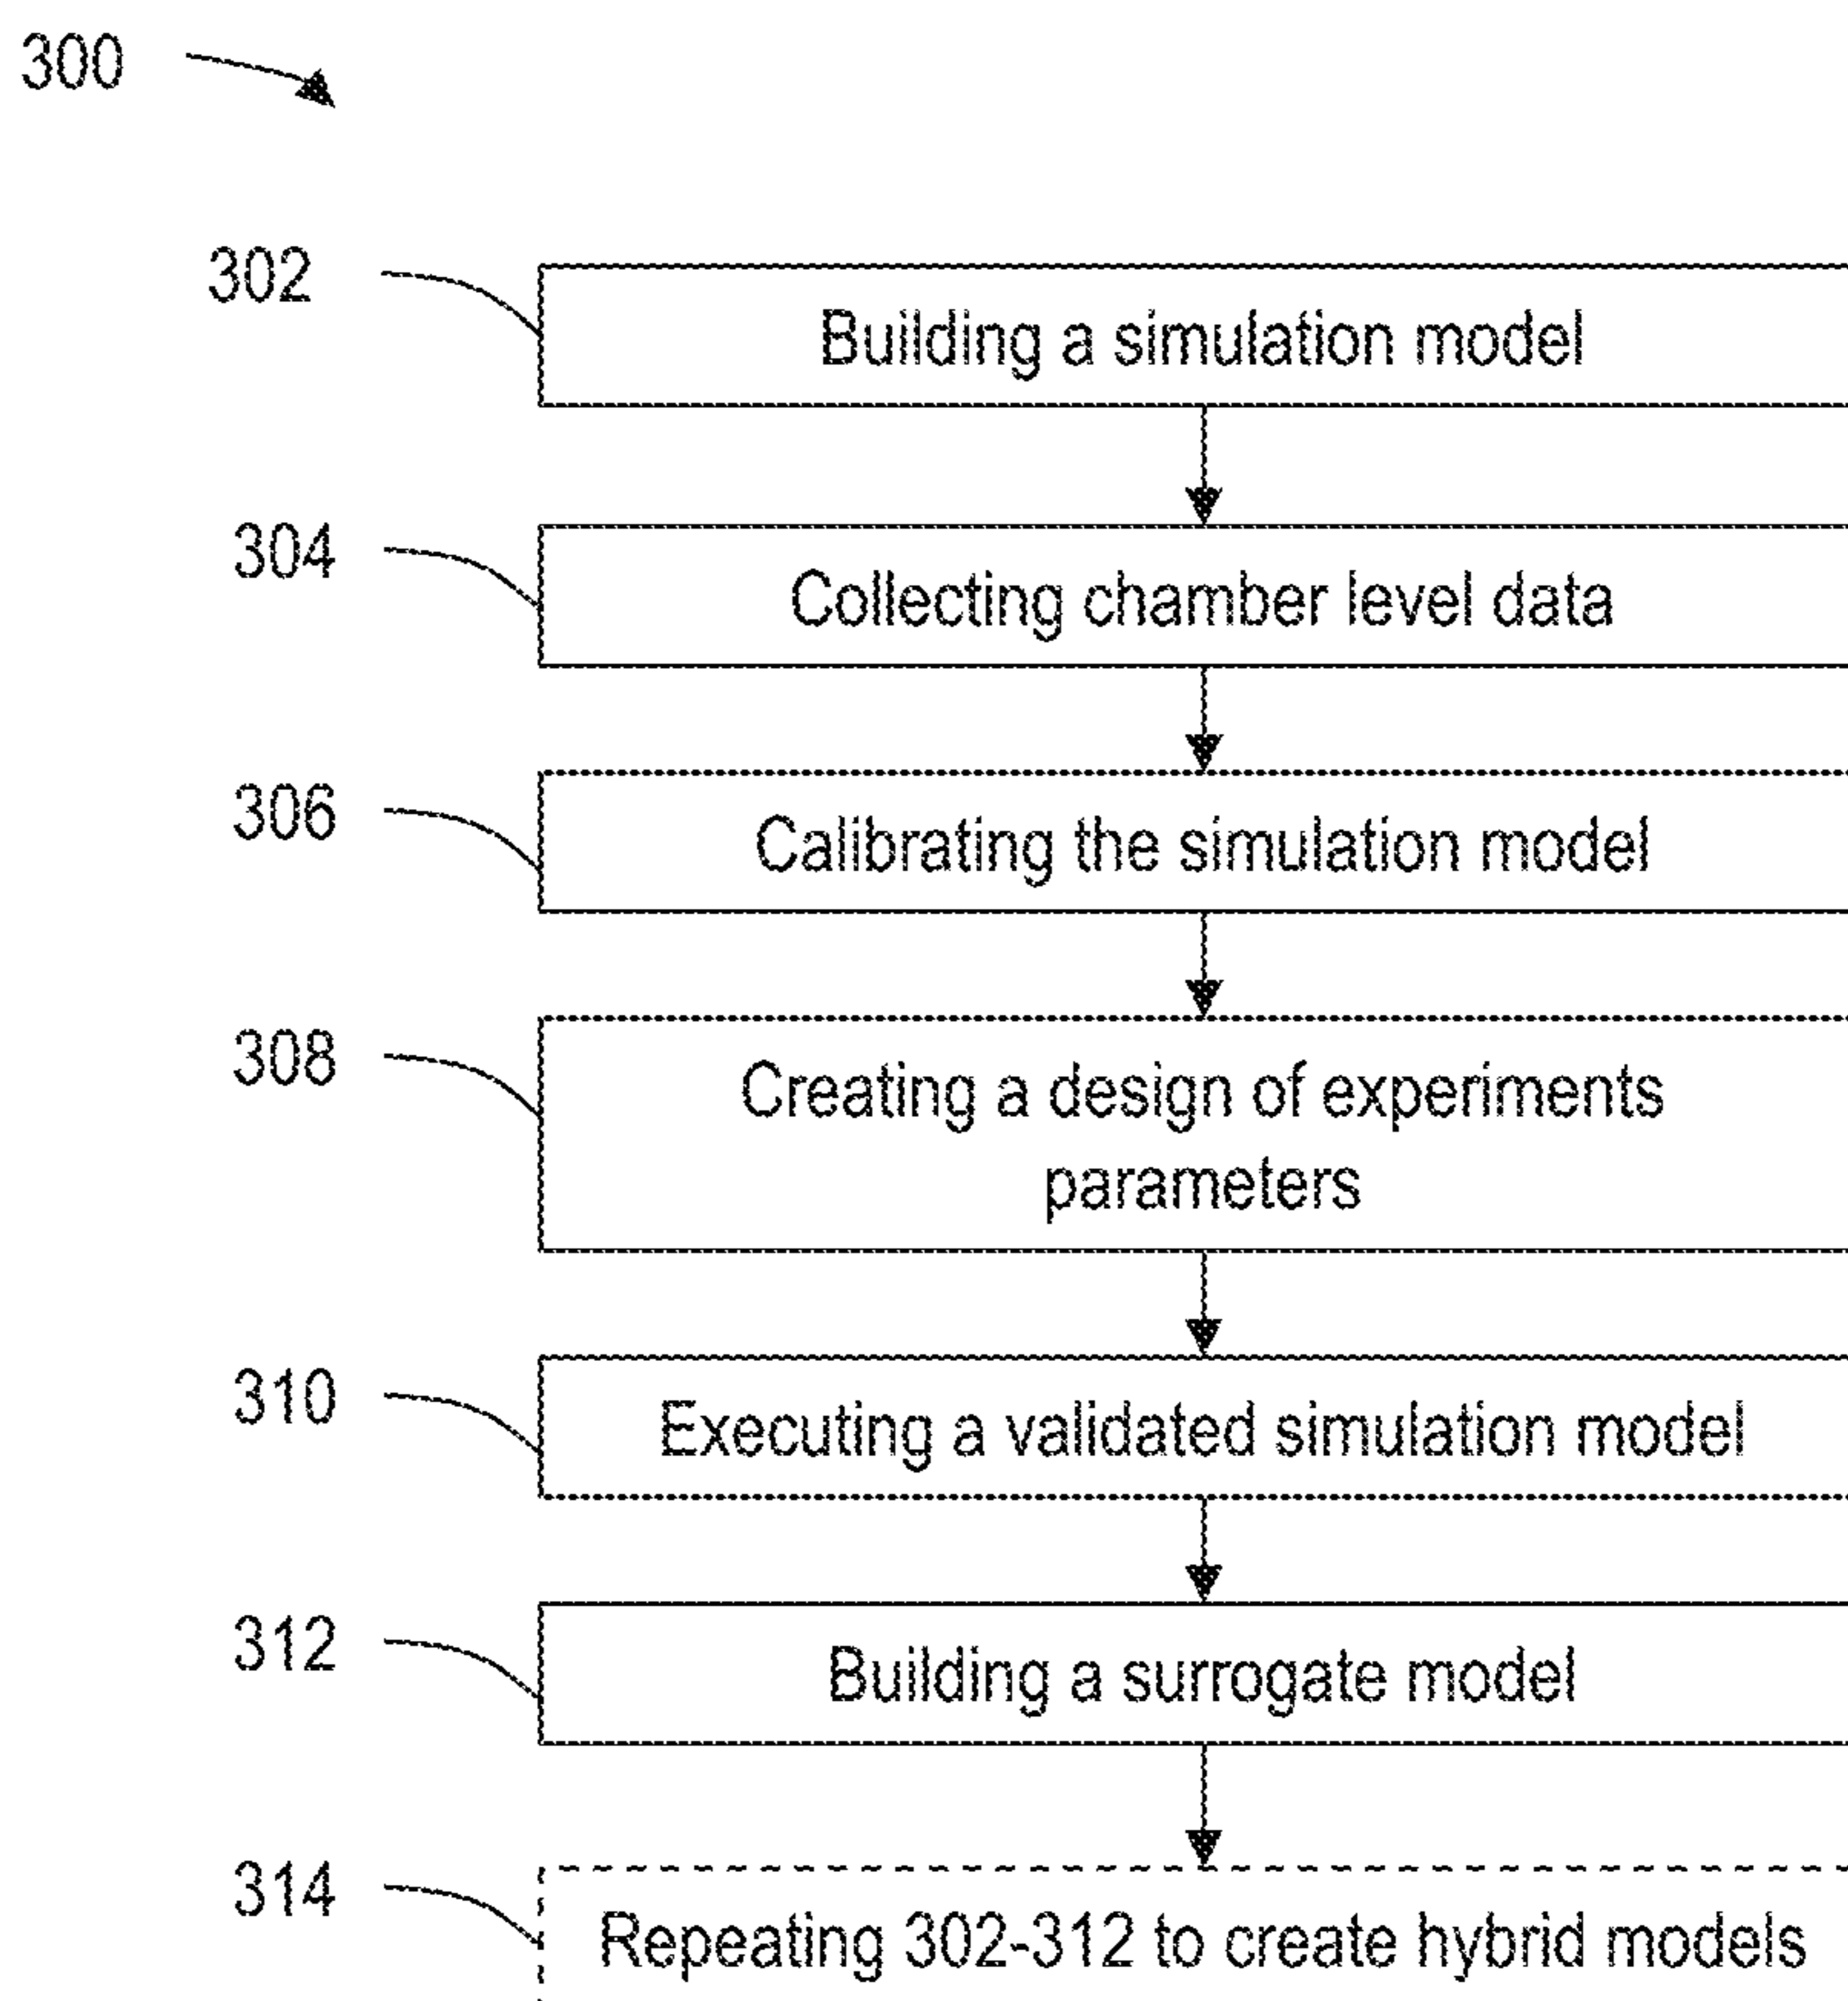 300
302
Building a simulation model
304
Collecting chamber level data
306
Calibrating the simulation model
308
Creating a design of experiments
parameters
310
Executing a validated simulation model
312
Building a surrogate model
314
Repeating 302-312 to create hybrid models